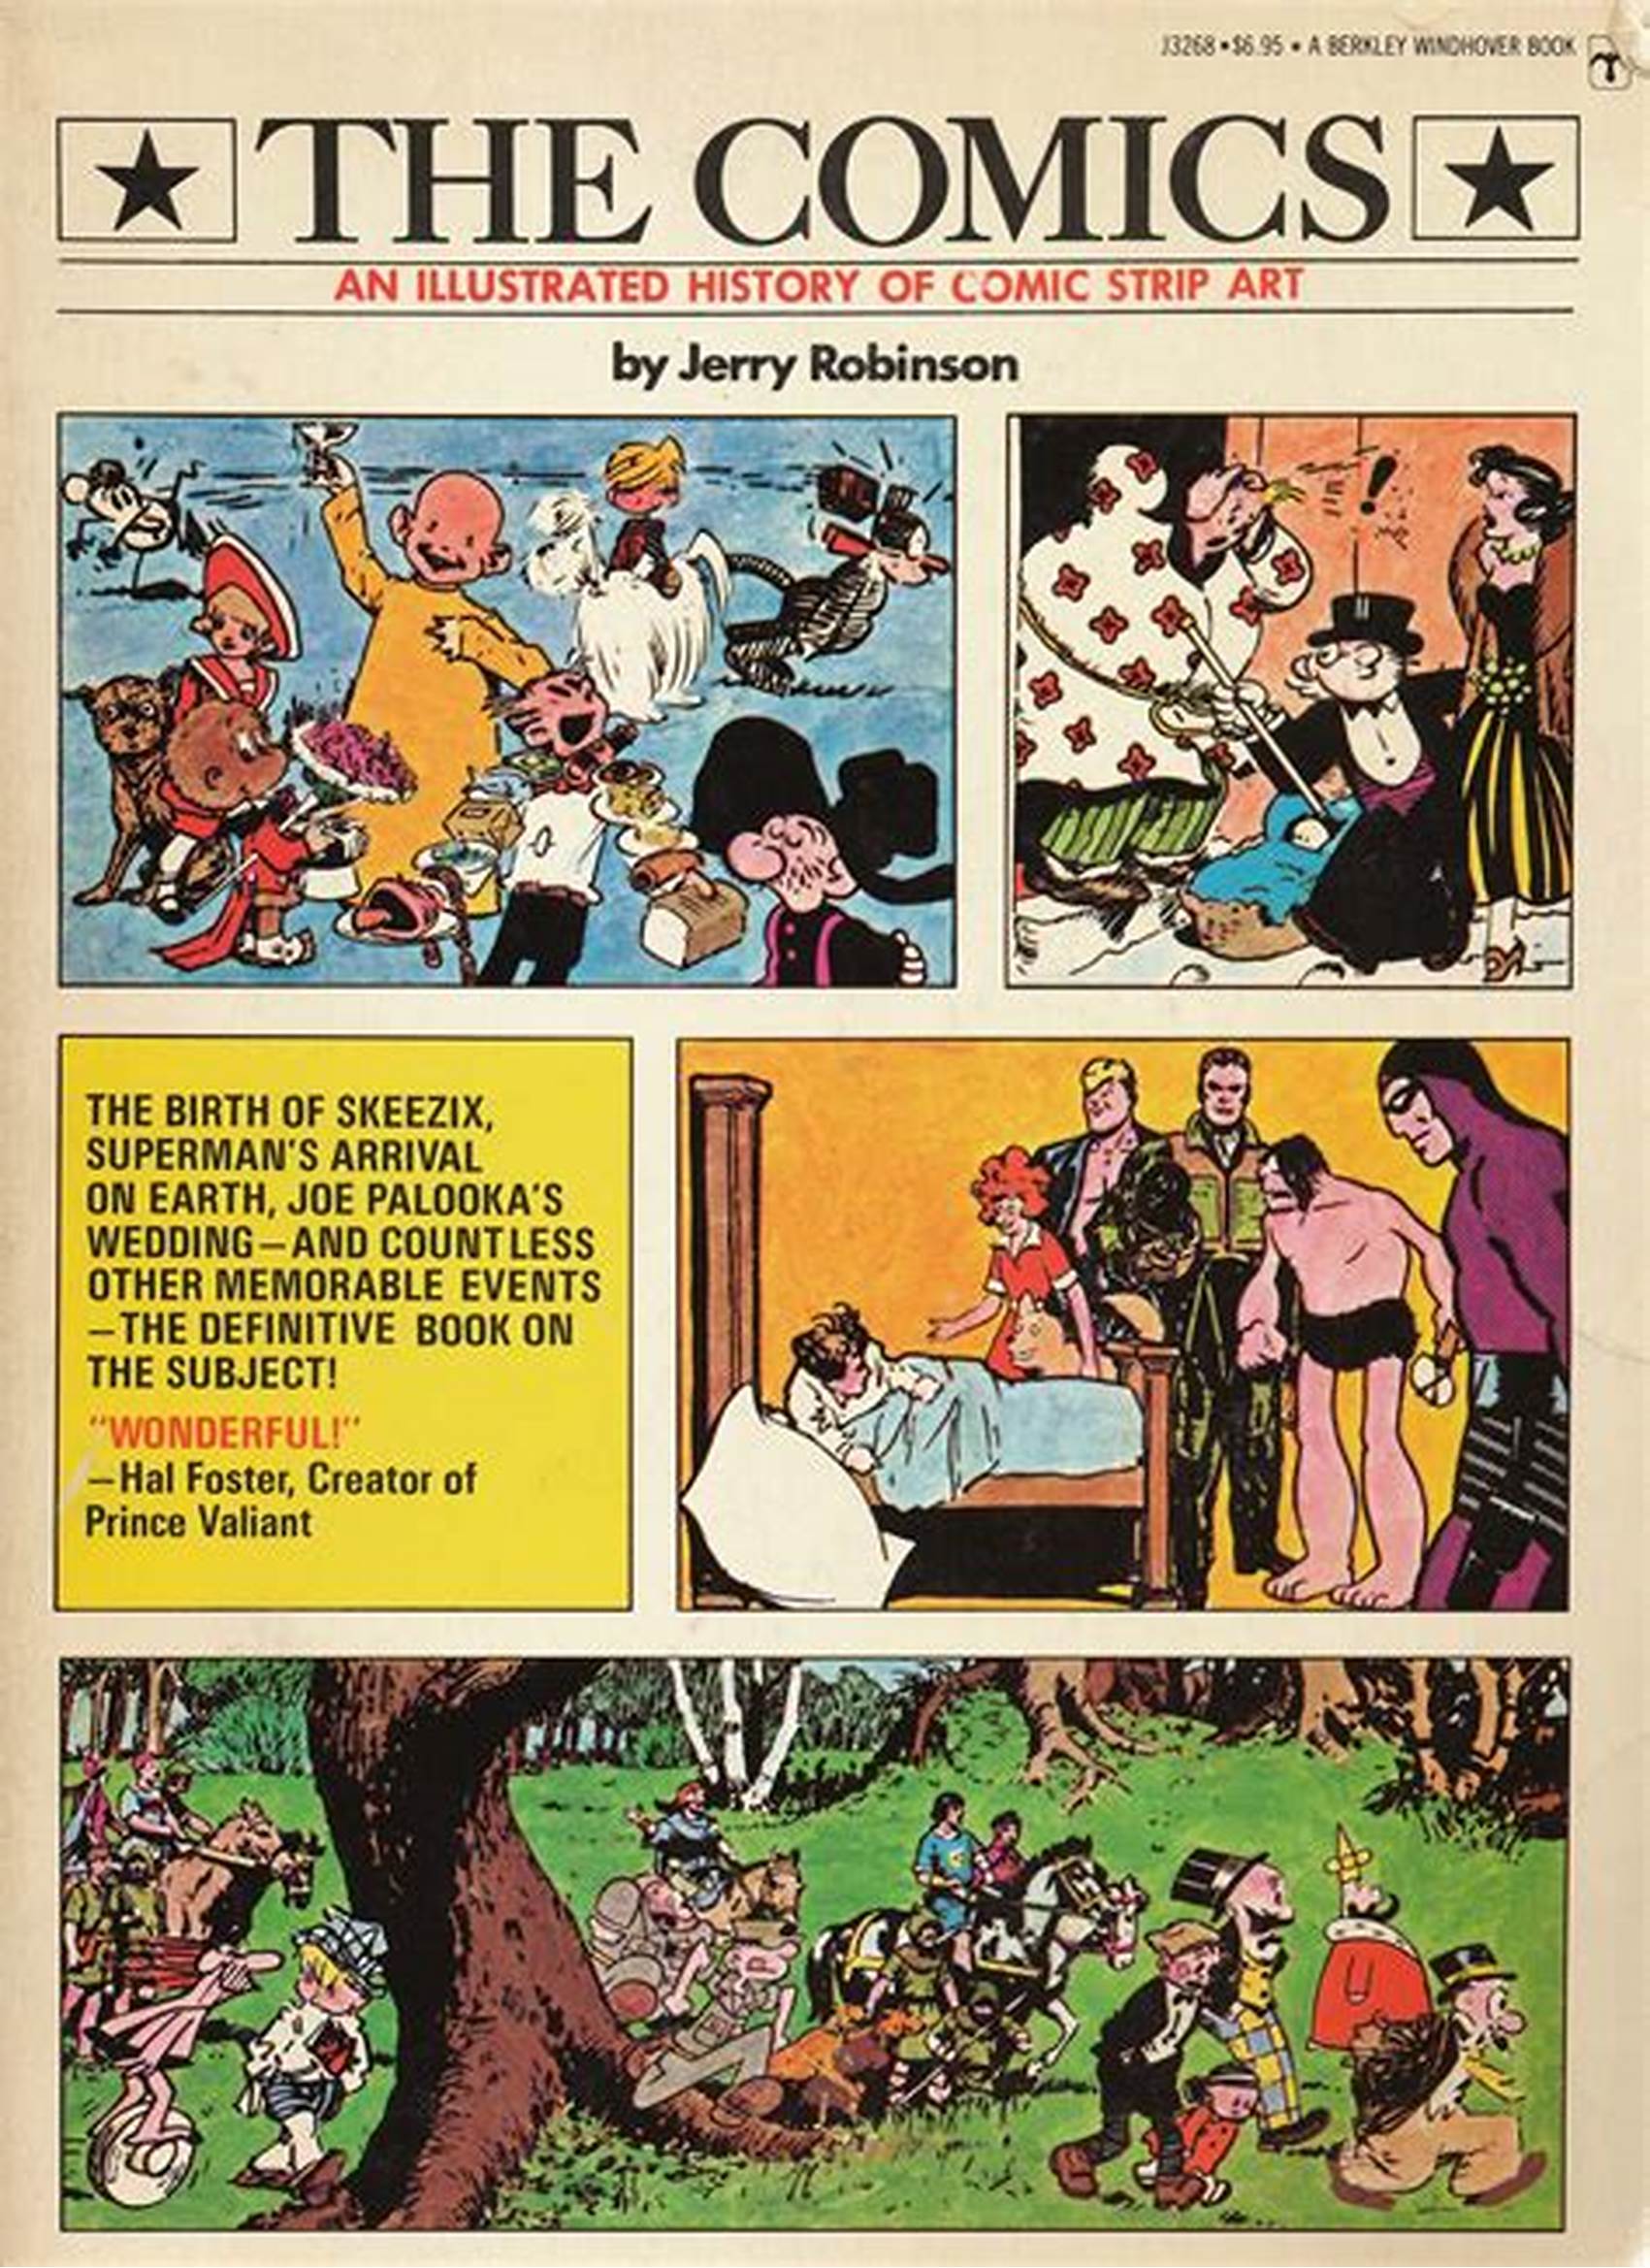 J3268 • $6.95 • A BERKLEY WINDHOVER BOOK
THE COMICS
AN ILLUSTRATED HISTORY OF COMIC STRIP ART
by Jerry Robinson
!
THE BIRTH OF SKEEZIX,
SUPERMAN'S ARRIVAL
ON EARTH, JOE PALOOKA'S
WEDDING—AND COUNTLESS
OTHER MEMORABLE EVENTS
—THE DEFINITIVE BOOK ON
THE SUBJECT!
"WONDERFUL!"
—Hal Foster, Creator of
Prince Valiant